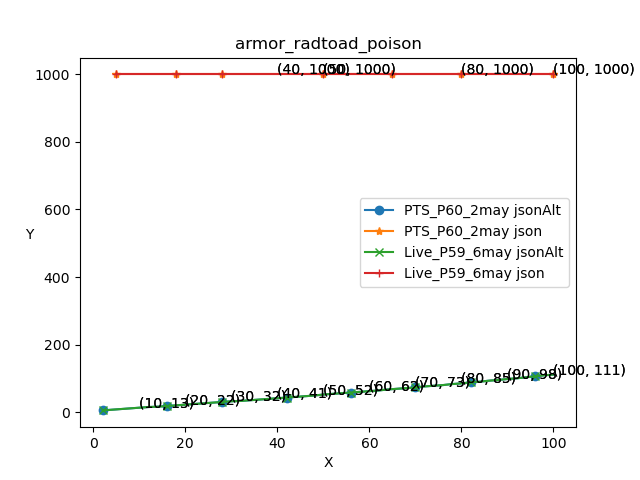 armor_radtoad_poison
1000
(40, 1000)
(50, 1000)
(80, 1000)
(100, 1000)
800
600
PTS_P60_2may jsonAlt
PTS_P60_2may json
Live_P59_6may jsonAlt
Live_P59_6may json
Y
400
200
(10, 13)
(20, 22)
(30, 32)
(40, 41)
(50, 52)
(60, 62)
(70, 73)
(80, 85)
(90, 98)
(100, 111)
0
0 20 40 60 80 100
X